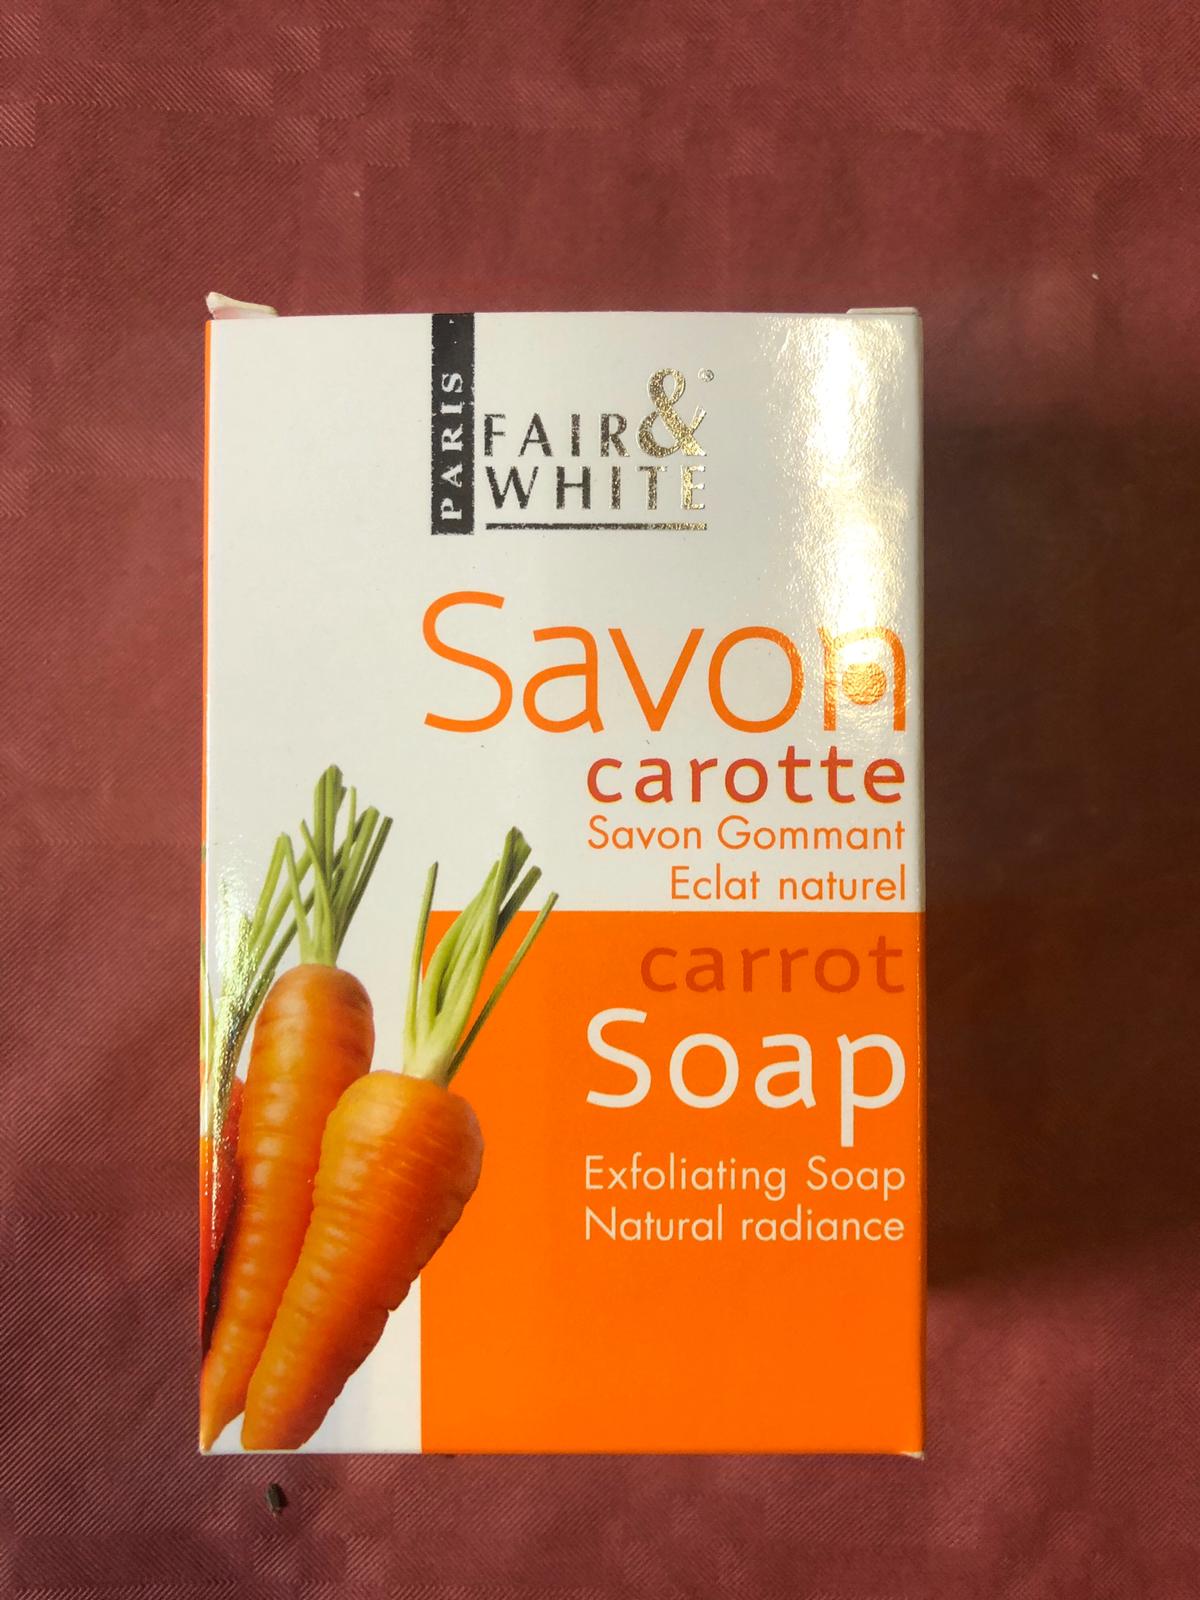 PARIS
FAIR &®
WHITE
Savon
carotte
Savon Gommant
Eclat naturel
carrot
Soap
Exfoliating Soap
Natural radiance